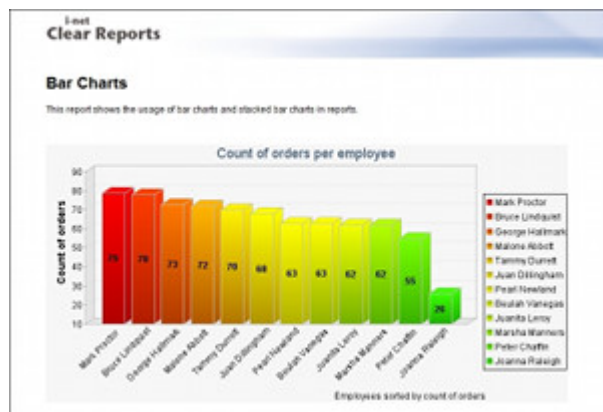 i-net
Clear Reports
Bar Charts
This report shows the usage of bar charts and stacked bar charts in reports.
Count of orders per employee
90
80
70
60
50
40
30
20
10
Count of orders
78
73
72
70
68
63
63
62
62
55
26
Mark Proctor
Bruce Lindquist
George Hallmark
Malone Abbott
Tammy Durrett
Juan Dillingham
Pearl Newland
Beulah Vanegas
Juanita Leroy
Marsha Manners
Peter Chaffin
Joanna Raleigh
Employees sorted by count of orders
Mark Proctor
Bruce Lindquist
George Hallmark
Malone Abbott
Tammy Durrett
Juan Dillingham
Pearl Newland
Beulah Vanegas
Juanita Leroy
Marsha Manners
Peter Chaffin
Joanna Raleigh